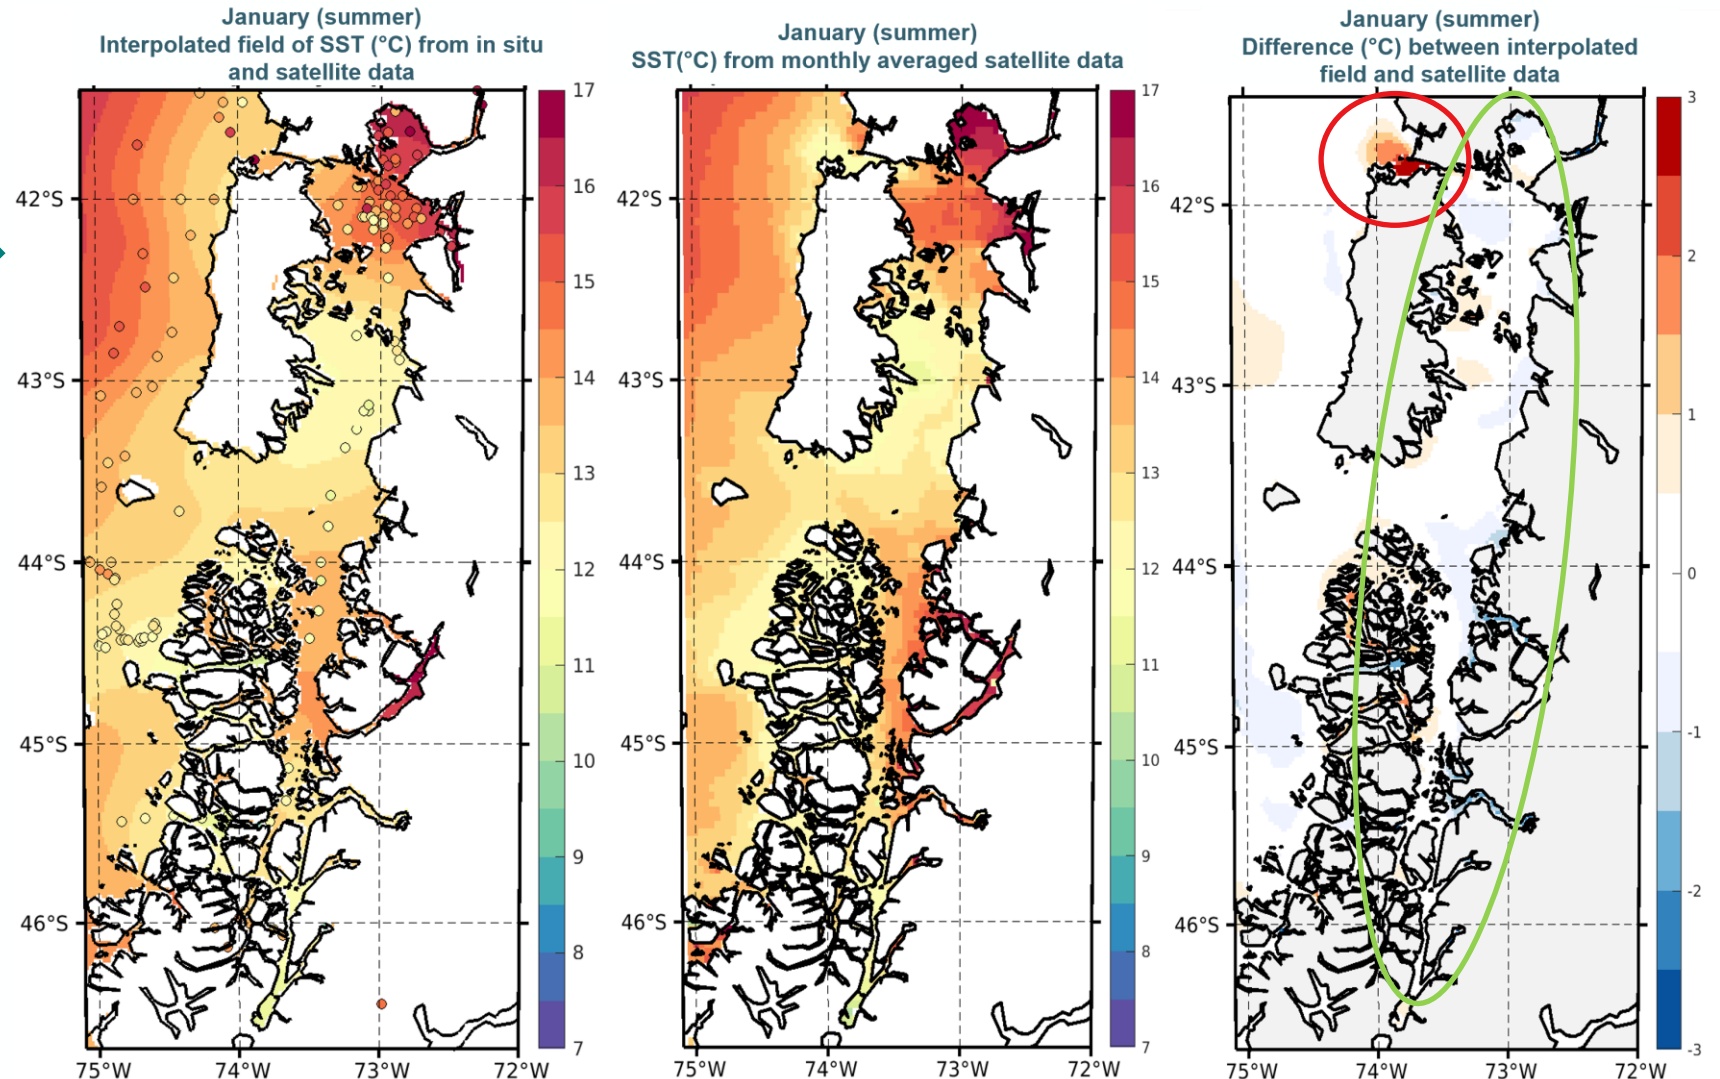 January (summer)
Interpolated field of SST (°C) from in situ
and satellite data
17
16
15
14
13
12
11
10
9
8
7
42°S
43°S
44°S
45°S
46°S
75°W
74°W
73°W
72°W
January (summer)
SST(°C) from monthly averaged satellite data
17
16
15
14
13
12
11
10
9
8
7
42°S
43°S
44°S
45°S
46°S
75°W
74°W
73°W
72°W
January (summer)
Difference (°C) between interpolated
field and satellite data
3
2
1
0
-1
-2
-3
42°S
43°S
44°S
45°S
46°S
75°W
74°W
73°W
72°W